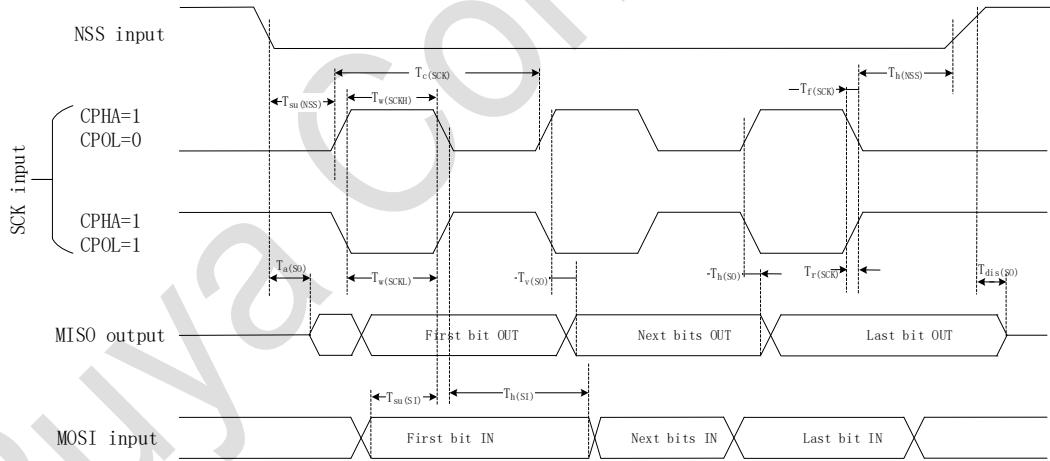 NSS input
Tc(SCK)
Th(NSS)
Tsu(NSS)
Tw(SCKH)
Tf(SCK)
CPHA=1
CPOL=0
SCK input
CPHA=1
CPOL=1
Ta(SO)
Tw(SCKL)
Tv(SO)
Th(SO)
Tr(SCK)
Tdis(SO)
MISO output
First bit OUT
Next bits OUT
Last bit OUT
Tsu(SI)
Th(SI)
MOSI input
First bit IN
Next bits IN
Last bit IN